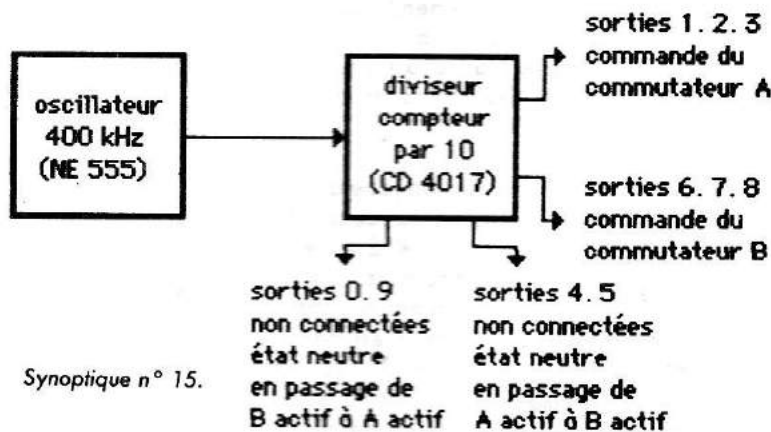 oscillateur
400 kHz
(NE 555)
diviseur
compteur
par 10
(CD 4017)
sorties 1. 2. 3
commande du
commutateur A
sorties 6. 7. 8
commande du
commutateur B
sorties 0. 9
non connectées
état neutre
en passage de
B actif à A actif
sorties 4. 5
non connectées
état neutre
en passage de
A actif à B actif
Synoptique n° 15.